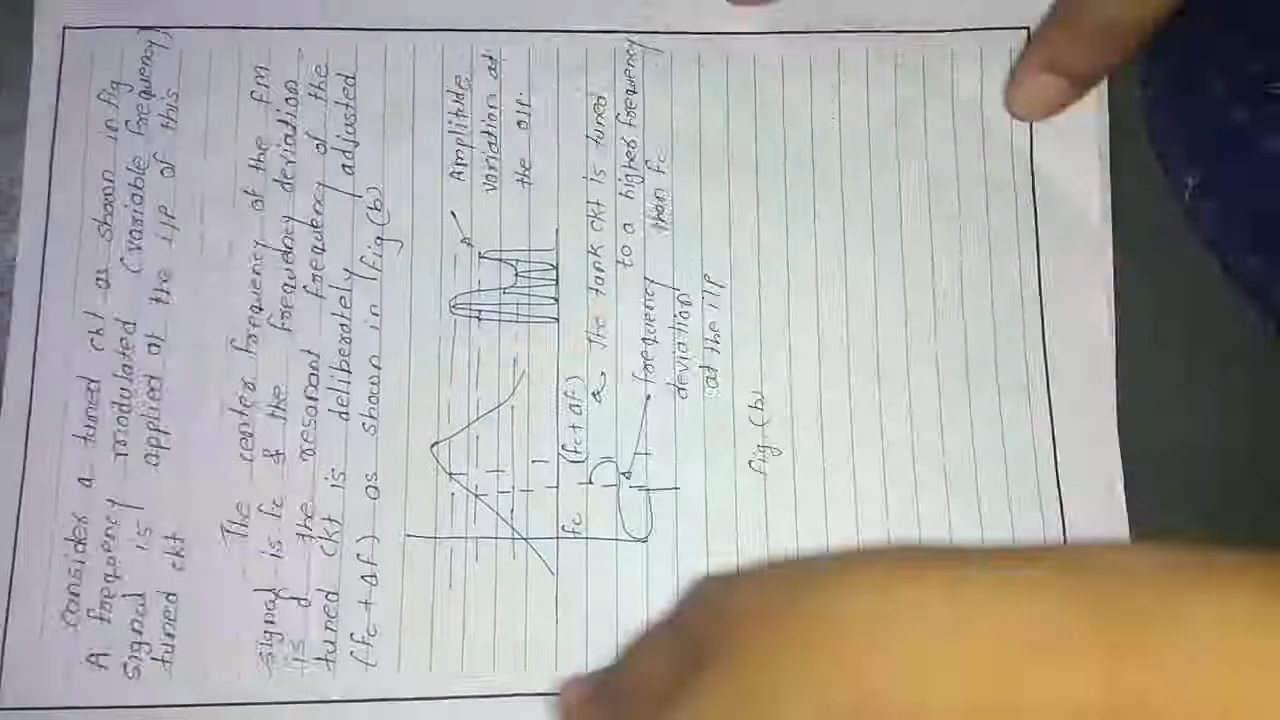 consider a tuned ckt as shown in fig
A frequency modulated (variable frequency)
signal is applied at the i/p of this
tuned ckt
The center frequency of the FM
signal is fc & the frequency deviation
is d the resonant frequency of the
tuned ckt is deliberately adjusted
(fc + Δf) as shown in fig (b)
Amplitude
variation at
the o/p.
fc (fc + Δf)
The tank ckt is tuned
to a higher frequency
than fc
frequency
deviation
at the i/p
Fig. (b)